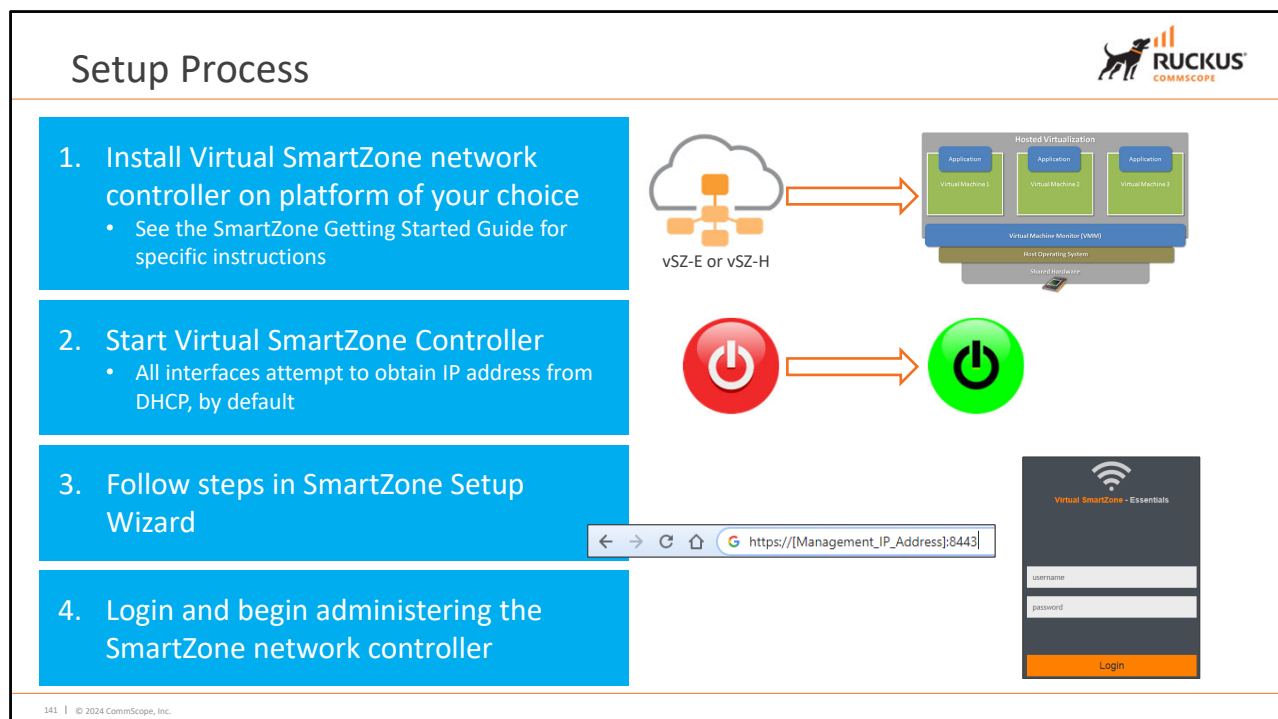 Setup Process
RUCKUS
COMMSCOPE
1. Install Virtual SmartZone network
controller on platform of your choice
• See the SmartZone Getting Started Guide for
specific instructions
vSZ-E or vSZ-H
Hosted Virtualization
Application
Application
Application
Virtual Machine 1
Virtual Machine 2
Virtual Machine 3
Virtual Machine Monitor (VMM)
Host Operating System
Shared Hardware
2. Start Virtual SmartZone Controller
• All interfaces attempt to obtain IP address from
DHCP, by default
3. Follow steps in SmartZone Setup
Wizard
https://[Management_IP_Address]:8443
Virtual SmartZone - Essentials
username
password
Login
4. Login and begin administering the
SmartZone network controller
141 | © 2024 CommScope, Inc.